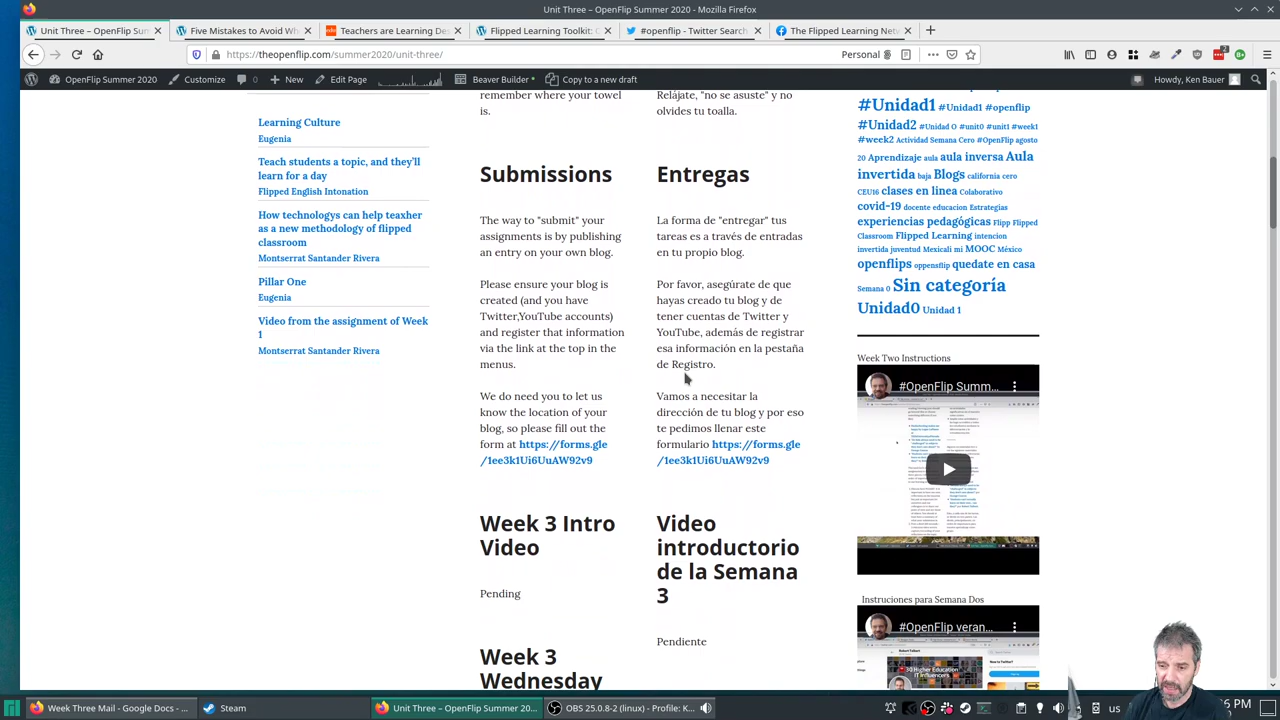 Unit Three – OpenFlip Summer 2020 - Mozilla Firefox
Unit Three – OpenFlip Sum
Five Mistakes to Avoid Wh
Teachers are Learning Des
Flipped Learning Toolkit: C
#openflip - Twitter Search
The Flipped Learning Net
https://theopenflip.com/summer2020/unit-three/
Personal
OpenFlip Summer 2020
Customize
0
New
Edit Page
Beaver Builder
Copy to a new draft
Howdy, Ken Bauer
Learning Culture
Eugenia
Teach students a topic, and they'll
learn for a day
Flipped English Intonation
How technologys can help teaxher
as a new methodology of flipped
classroom
Montserrat Santander Rivera
Pillar One
Eugenia
Video from the assignment of Week
1
Montserrat Santander Rivera
remember where your towel
is.
Submissions
The way to "submit" your
assignments is by publishing
an entry on your own blog.
Please ensure your blog is
created (and you have
Twitter,YouTube accounts)
and register that information
via the link at the top in the
menus.
We do need you to let us
know the location of your
blog, so please fill out the
form at https://forms.gle
/1ee3k1Ui6UuAW92v9
Week 3 Intro
Video
Pending
Week 3
Wednesday
Relájate, "no se asuste" y no
olvides tu toalla.
Entregas
La forma de "entregar" tus
tareas es a través de entradas
en tu propio blog.
Por favor, asegúrate de que
hayas creado tu blog y de
tener cuentas de Twitter y
YouTube, además de registrar
esa información en la pestaña
de Registro.
Vamos a necesitar la
dirección de tu blog y por eso
te pedimos llenar este
formulario https://forms.gle
/1ee3k1Ui6UuAW92v9
Video
introductorio
de la Semana
3
Pendiente
#Unidad1 #Unidad1 #openflip
#Unidad2 #Unidad O #unit0 #unit1 #week1
#week2 Actividad Semana Cero #OpenFlip agosto
20 Aprendizaje aula aula inversa Aula
invertida baja Blogs california cero
CEU16 clases en linea Colaborativo
covid-19 docente educacion Estrategias
experiencias pedagógicas Flipp Flipped
Classroom Flipped Learning intencion
invertida juventud Mexicali mi MOOC México
openflips oppensflip quedate en casa
Semana 0 Sin categoría
Unidad0 Unidad 1
Week Two Instructions
#OpenFlip Summ...
Instruciones para Semana Dos
#OpenFlip veran...
Week Three Mail - Google Docs - ...
Steam
Unit Three – OpenFlip Summer 20...
OBS 25.0.8-2 (linux) - Profile: K...
us
6 PM